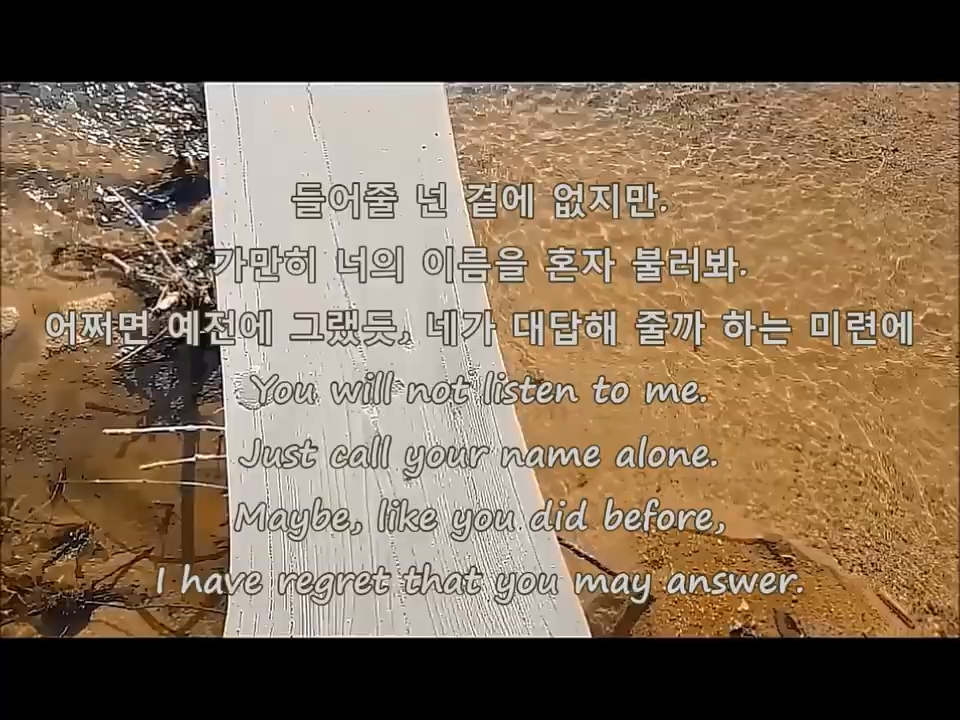 들어줄 넌 곁에 없지만.
가만히 너의 이름을 혼자 불러봐.
어쩌면 예전에 그랬듯, 네가 대답해 줄까 하는 미련에
You will not listen to me.
Just call your name alone.
Maybe, like you did before,
I have regret that you may answer.